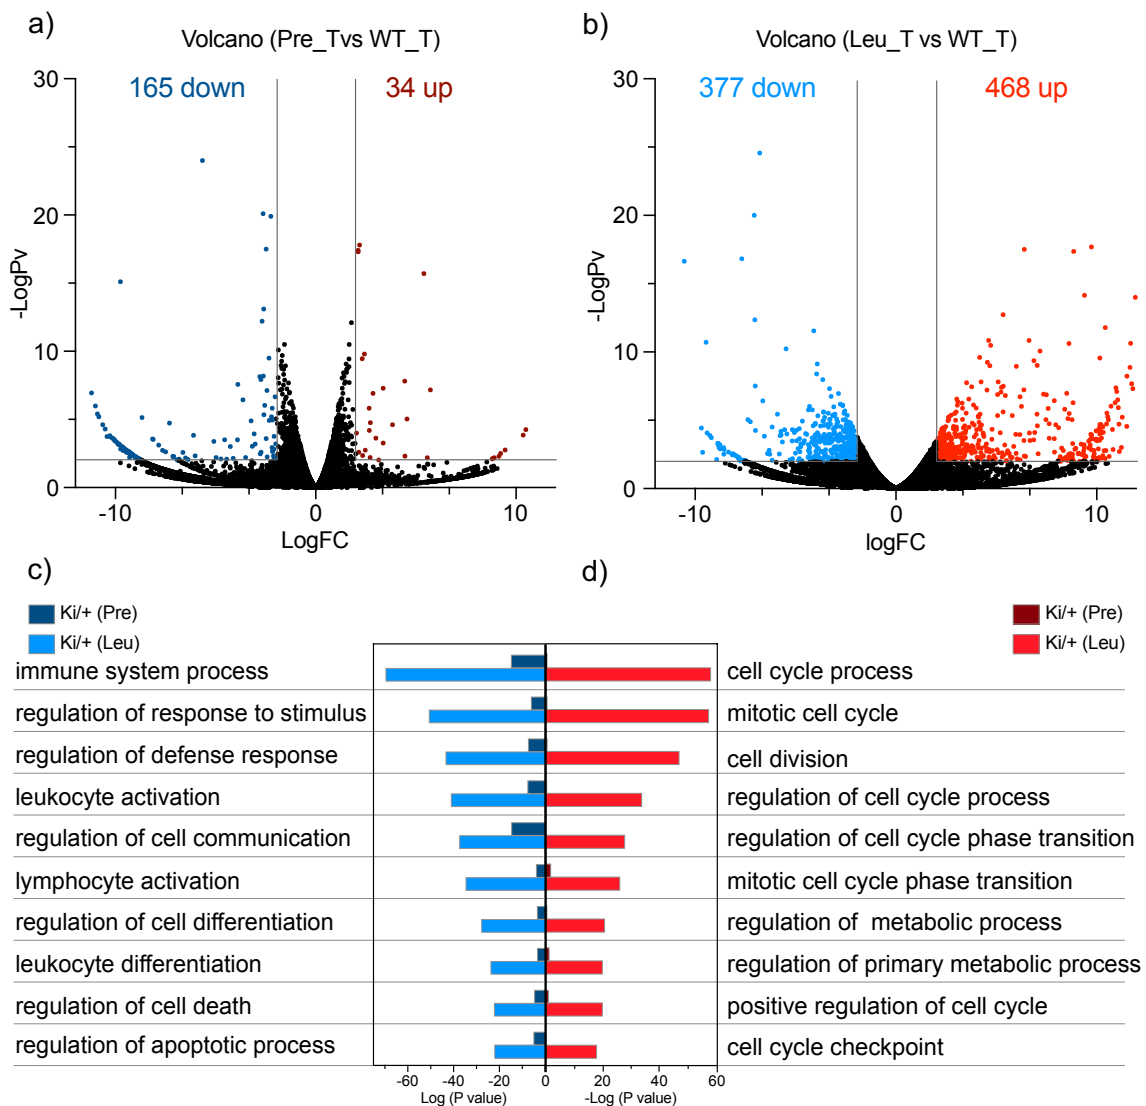 a)
Volcano (Pre_Tvs WT_T)
165 down
34 up
30
20
10
0
-LogPv
-10
0
10
LogFC
b)
Volcano (Leu_T vs WT_T)
377 down
468 up
30
20
10
0
-LogPv
-10
0
10
logFC
c)
Ki/+ (Pre)
Ki/+ (Leu)
d)
Ki/+ (Pre)
Ki/+ (Leu)
immune system process
regulation of response to stimulus
regulation of defense response
leukocyte activation
regulation of cell communication
lymphocyte activation
regulation of cell differentiation
leukocyte differentiation
regulation of cell death
regulation of apoptotic process
cell cycle process
mitotic cell cycle
cell division
regulation of cell cycle process
regulation of cell cycle phase transition
mitotic cell cycle phase transition
regulation of  metabolic process
regulation of primary metabolic process
positive regulation of cell cycle
cell cycle checkpoint
-60 -40 -20 0 20 40 60
Log (P value)
-Log (P value)